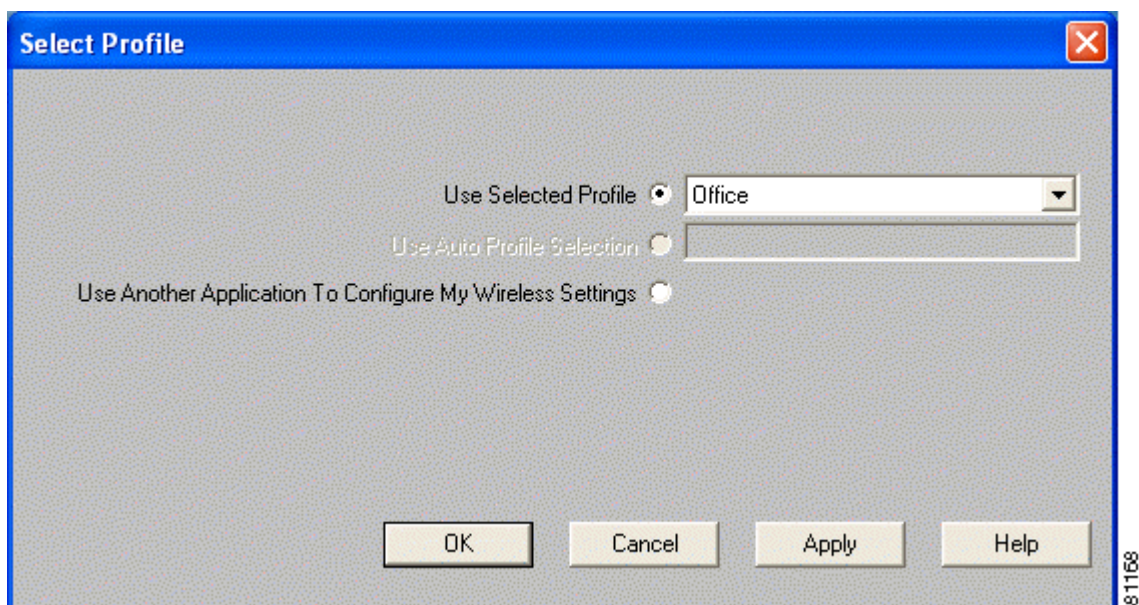 Select Profile
Use Selected Profile Office
Use Auto Profile Selection
Use Another Application To Configure My Wireless Settings
OK Cancel Apply Help
81168